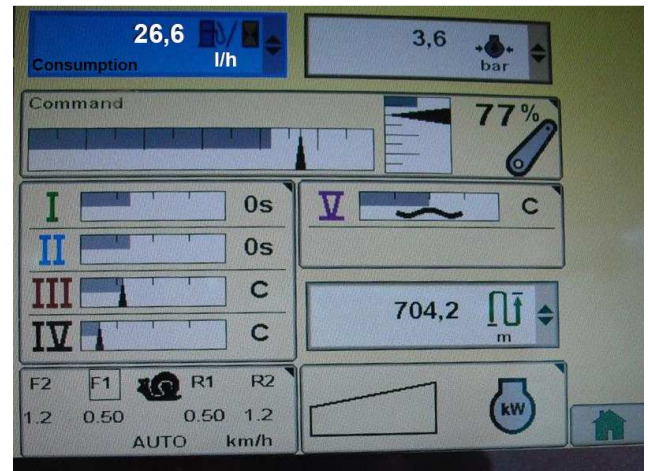 26,6
Consumption
l/h
3,6
bar
Command
77%
I
0s
II
0s
III
C
IV
C
V
C
704,2
m
F2 F1 R1 R2
1.2 0.50 0.50 1.2
AUTO km/h
kW